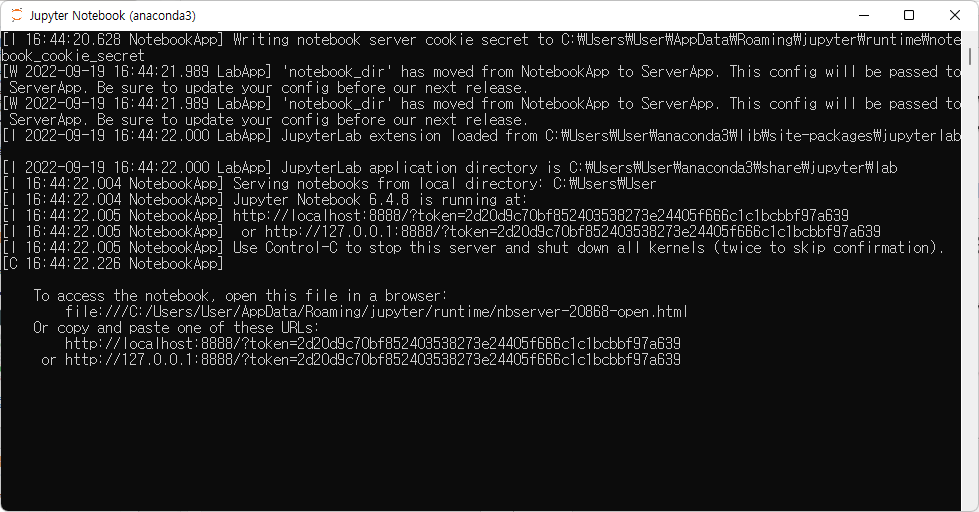 Jupyter Notebook (anaconda3)
[I 16:44:20.628 NotebookApp] Writing notebook server cookie secret to C:₩Users₩User₩AppData₩Roaming₩jupyter₩runtime₩note
book_cookie_secret
[W 2022-09-19 16:44:21.989 LabApp] 'notebook_dir' has moved from NotebookApp to ServerApp. This config will be passed to
ServerApp. Be sure to update your config before our next release.
[W 2022-09-19 16:44:21.989 LabApp] 'notebook_dir' has moved from NotebookApp to ServerApp. This config will be passed to
ServerApp. Be sure to update your config before our next release.
[I 2022-09-19 16:44:22.000 LabApp] JupyterLab extension loaded from C:₩Users₩User₩anaconda3₩lib₩site-packages₩jupyterlab
[I 2022-09-19 16:44:22.000 LabApp] JupyterLab application directory is C:₩Users₩User₩anaconda3₩share₩jupyter₩lab
[I 16:44:22.004 NotebookApp] Serving notebooks from local directory: C:₩Users₩User
[I 16:44:22.004 NotebookApp] Jupyter Notebook 6.4.8 is running at:
[I 16:44:22.005 NotebookApp] http://localhost:8888/?token=2d20d9c70bf852403538273e24405f666c1c1bcbbf97a639
[I 16:44:22.005 NotebookApp]  or http://127.0.0.1:8888/?token=2d20d9c70bf852403538273e24405f666c1c1bcbbf97a639
[I 16:44:22.005 NotebookApp] Use Control-C to stop this server and shut down all kernels (twice to skip confirmation).
[C 16:44:22.226 NotebookApp]
To access the notebook, open this file in a browser:
file:///C:/Users/User/AppData/Roaming/jupyter/runtime/nbserver-20868-open.html
Or copy and paste one of these URLs:
http://localhost:8888/?token=2d20d9c70bf852403538273e24405f666c1c1bcbbf97a639
or http://127.0.0.1:8888/?token=2d20d9c70bf852403538273e24405f666c1c1bcbbf97a639